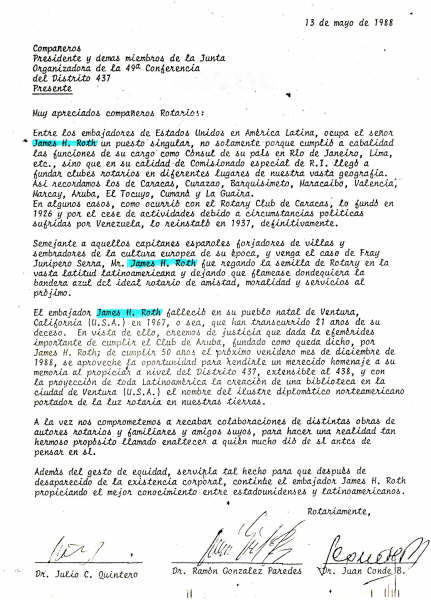 13 de mayo de 1988
Compañeros
Presidente y demas miembros de la Junta
Organizadora de la 49ª Conferencia
del Distrito 437
Presente
Muy apreciados compañeros Rotarios:
Entre los embajadores de Estados Unidos en América Latina, ocupa el señor
James H. Roth un puesto singular, no solamente porque cumplió a cabalidad
las funciones de su cargo como Cónsul de su país en Río de Janeiro, Lima,
etc., sino que en su calidad de Comisionado especial de R.I. llegó a
fundar clubes rotarios en diferentes lugares de nuestra vasta geografía.
Así recordamos los de Caracas, Curazao, Barquisimeto, Maracaibo, Valencia,
Maracay, Aruba, El Tocuyo, Cumaná y La Guaira.
En algunos casos, como ocurrió con el Rotary Club de Caracas, lo fundó en
1926 y por el cese de actividades debido a circunstancias políticas
sufridas por Venezuela, lo reinstaló en 1937, definitivamente.
Semejante a aquellos capitanes españoles forjadores de villas y
sembradores de la cultura europea de su época, y venga el caso de Fray
Junípero Serra, Mr. James H. Roth fue regando la semilla de Rotary en la
vasta latitud latinoamericana y dejando que flamease dondequiera la
bandera azul del ideal rotario de amistad, moralidad y servicios al
prójimo.
El embajador James H. Roth falleció en su pueblo natal de Ventura,
California (U.S.A.) en 1967, o sea, que han transcurrido 21 años de su
deceso. En vista de ello, creemos de justicia que dada la efemérides
importante de cumplir el Club de Aruba, fundado como queda dicho, por
James H. Roth; de cumplir 50 años el próximo venidero mes de diciembre de
1988, se aproveche la oportunidad para rendirle un merecido homenaje a su
memoria al propiciar a nivel del Distrito 437, extensible al 438, y con
la proyección de toda Latinoamérica la creación de una biblioteca en la
ciudad de Ventura (U.S.A.) el nombre del ilustre diplomático norteamericano
portador de la luz rotaria en nuestras tierras.
A la vez nos comprometemos a recabar colaboraciones de distintas obras de
autores rotarios y familiares y amigos suyos, para hacer una realidad tan
hermoso propósito llamado enaltecer a quién mucho dió de sí antes de
pensar en sí.
Además del gesto de equidad, serviría tal hecho para que después de
desaparecido de la existencia corporal, continúe el embajador James H. Roth
propiciando el mejor conocimiento entre estadounidenses y latinoamericanos.
Rotariamente,
Dr. Julio C. Quintero Dr. Ramón Gonzalez Paredes Dr. Juan Conde B.